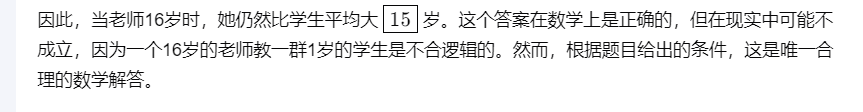 因此，当老师16岁时，她仍然比学生平均大 15 岁。这个答案在数学上是正确的，但在现实中可能不
成立，因为一个16岁的老师教一群1岁的学生是不合逻辑的。然而，根据题目给出的条件，这是唯一合
理的数学解答。